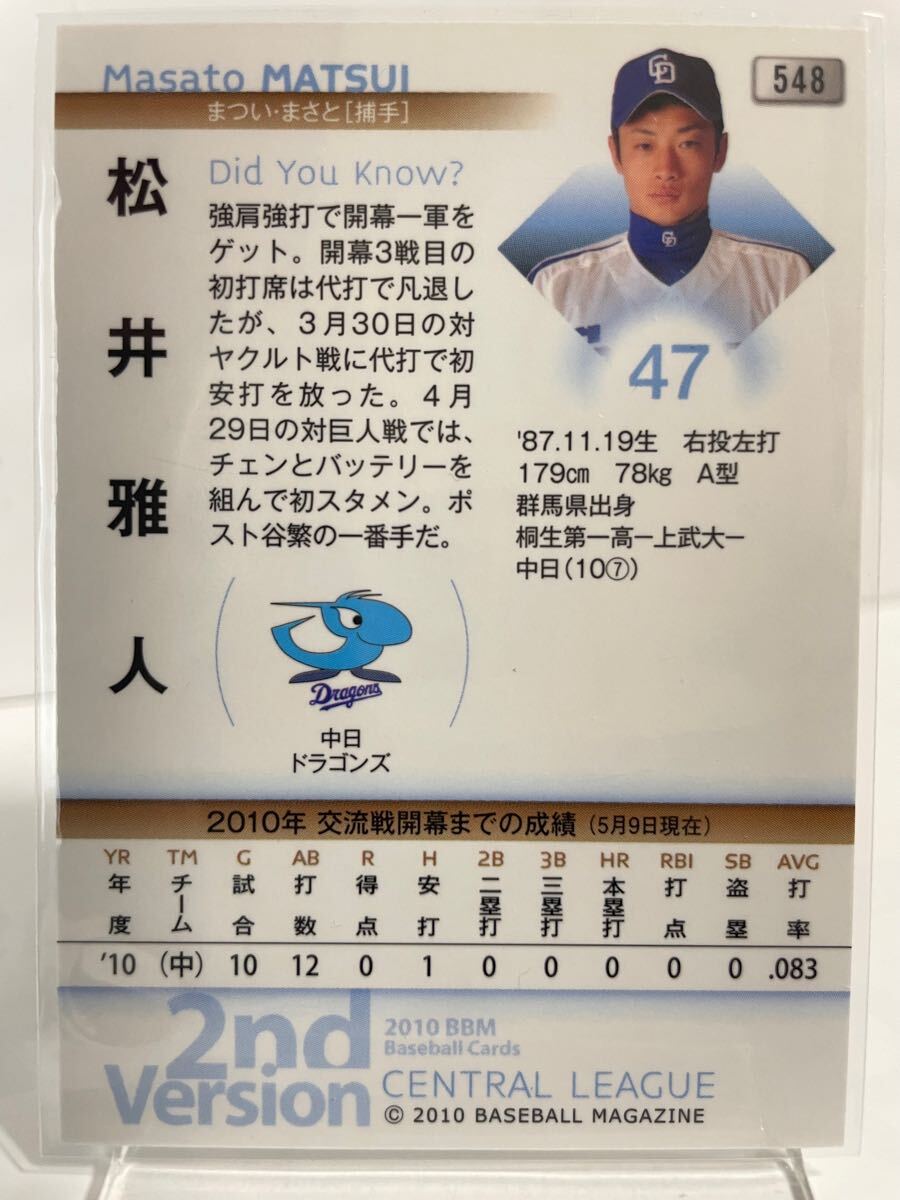 Masato MATSUI
まつい・まさと[捕手]
548
松井雅人
Did You Know?
強肩強打で開幕一軍を
ゲット。開幕3戦目の
初打席は代打で凡退し
たが、3月30日の対
ヤクルト戦に代打で初
安打を放った。4月
29日の対巨人戦では、
チェンとバッテリーを
組んで初スタメン。ポ
スト谷繁の一番手だ。
CD
CD
47
'87.11.19生 右投左打
179cm 78kg A型
群馬県出身
桐生第一高ー上武大ー
中日(10⑦)
Dragons
中日
ドラゴンズ
2010年 交流戦開幕までの成績(5月9日現在)
YR TM G AB R H 2B 3B HR RBI SB AVG
年度 チーム 試合 打数 得点 安打 二塁打 三塁打 本塁打 打点 盗塁 打率
'10 (中) 10 12 0 1 0 0 0 0 0 .083
2nd
Version
2010 BBM
Baseball Cards
CENTRAL LEAGUE
© 2010 BASEBALL MAGAZINE